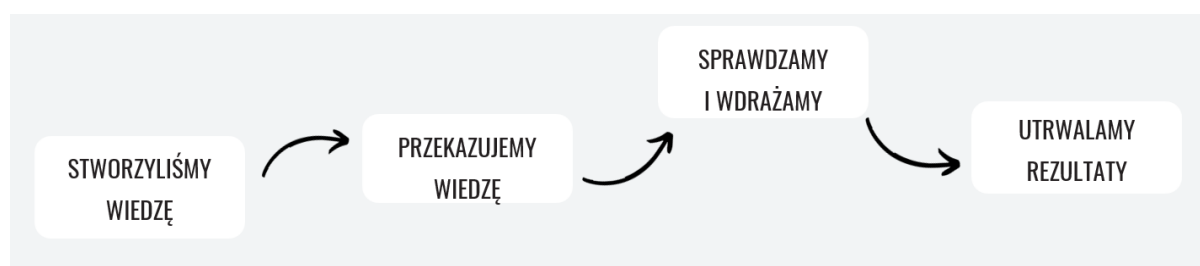 STWORZYLIŚMY
WIEDZĘ
PRZEKAZUJEMY
WIEDZĘ
SPRAWDZAMY
I WDRAŻAMY
UTRWALAMY
REZULTATY